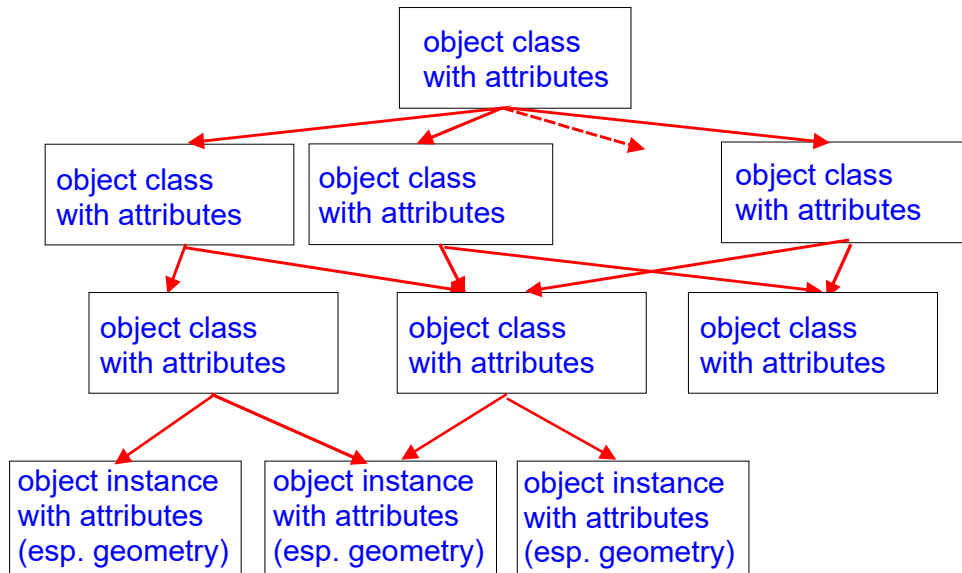 object class
with attributes
object class
with attributes
object class
with attributes
object class
with attributes
object class
with attributes
object class
with attributes
object class
with attributes
object instance
with attributes
(esp. geometry)
object instance
with attributes
(esp. geometry)
object instance
with attributes
(esp. geometry)